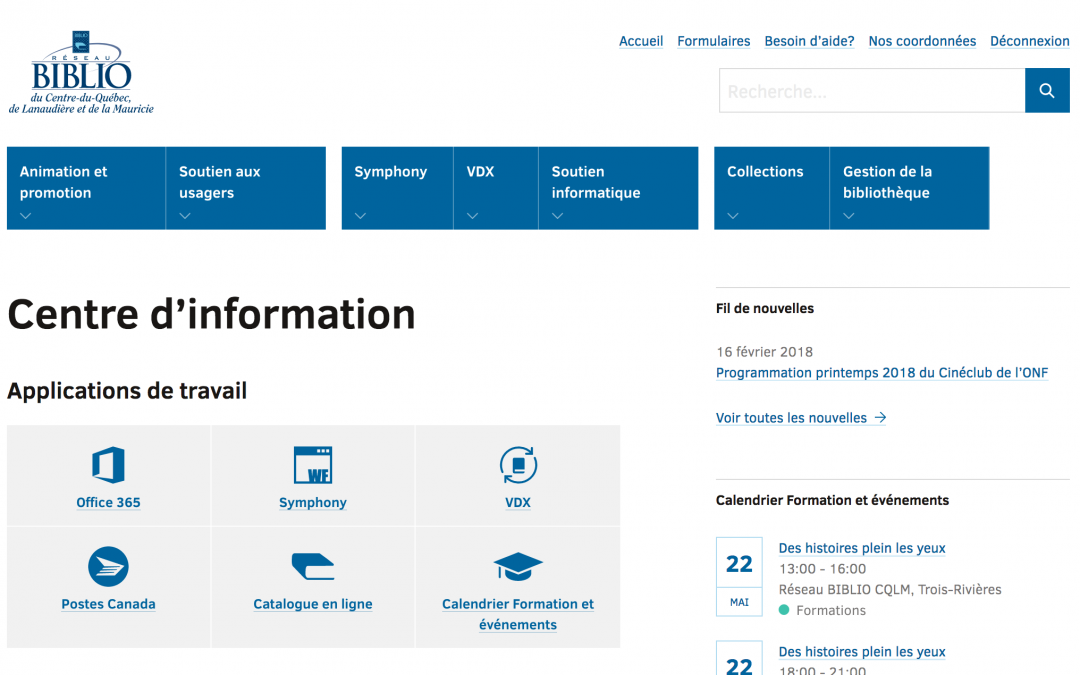 BIBLIO
RÉSEAU
BIBLIO
du Centre-du-Québec,
de Lanaudière et de la Mauricie
Accueil
Formulaires
Besoin d'aide?
Nos coordonnées
Déconnexion
Recherche...
Animation et
promotion
Soutien aux
usagers
Symphony
VDX
Soutien
informatique
Collections
Gestion de la
bibliothèque
Centre d'information
Applications de travail
Office 365
WF
Symphony
VDX
Postes Canada
Catalogue en ligne
Calendrier Formation et
événements
Fil de nouvelles
16 février 2018
Programmation printemps 2018 du Cinéclub de l'ONF
Voir toutes les nouvelles →
Calendrier Formation et événements
22
MAI
Des histoires plein les yeux
13:00 - 16:00
Réseau BIBLIO CQLM, Trois-Rivières
Formations
22
Des histoires plein les yeux
18:00 - 21:00